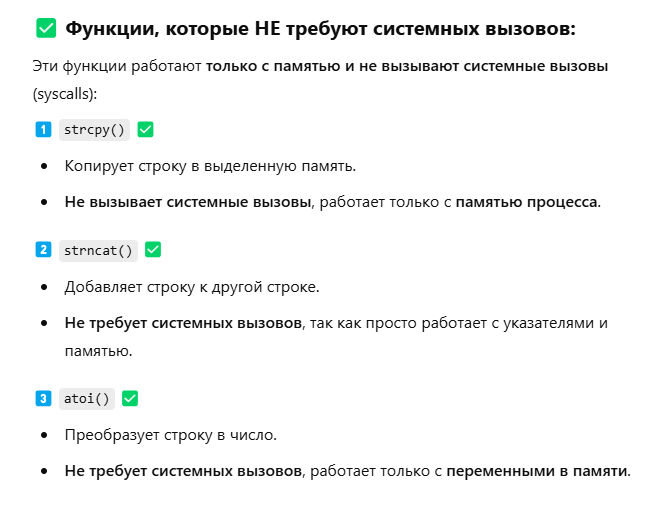 ✅ Функции, которые НЕ требуют системных вызовов:
Эти функции работают только с памятью и не вызывают системные вызовы
(syscalls):
1️⃣ strcpy() ✅
• Копирует строку в выделенную память.
• Не вызывает системные вызовы, работает только с памятью процесса.
2️⃣ strncat() ✅
• Добавляет строку к другой строке.
• Не требует системных вызовов, так как просто работает с указателями и
памятью.
3️⃣ atoi() ✅
• Преобразует строку в число.
• Не требует системных вызовов, работает только с переменными в памяти.